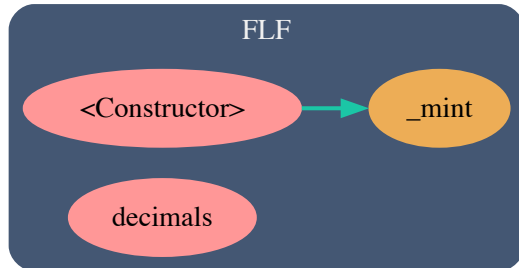 FLF
<Constructor>
_mint
decimals